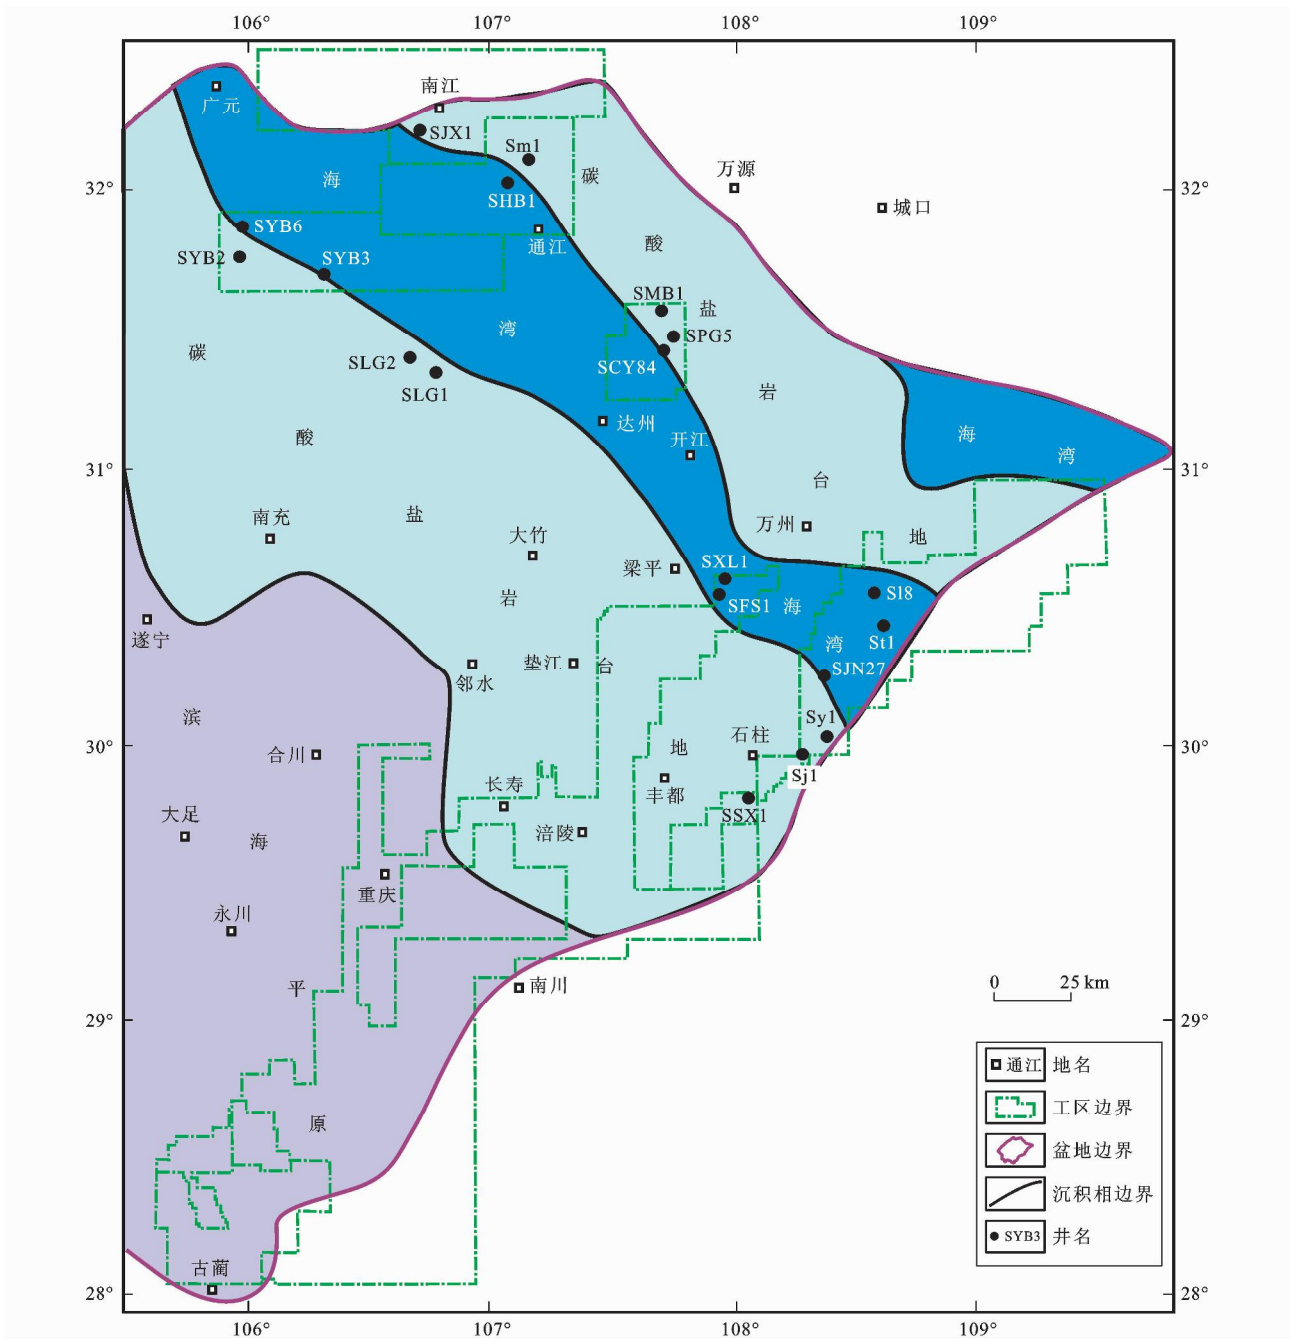 106°
107°
108°
109°
南江
广元
SJX1
Sm1
碳
万源
32°
32°
海
SHB1
城口
SYB6
通江
酸
SYB2
SYB3
SMB1
盐
湾
SPG5
碳
SLG2
SCY84
SLG1
岩
达州
开江
海
酸
湾
31°
31°
台
南充
盐
大竹
万州
地
梁平
SXL1
岩
SFS1
海
Sl8
遂宁
St1
湾
垫江
台
SJN27
邻水
滨
Sy1
石柱
地
30°
30°
合川
Sj1
长寿
丰都
大足
SSX1
海
涪陵
重庆
永川
平
南川
0
25 km
29°
29°
通江
地名
工区边界
原
盆地边界
沉积相边界
SYB3
井名
古蔺
28°
28°
106°
107°
108°
109°